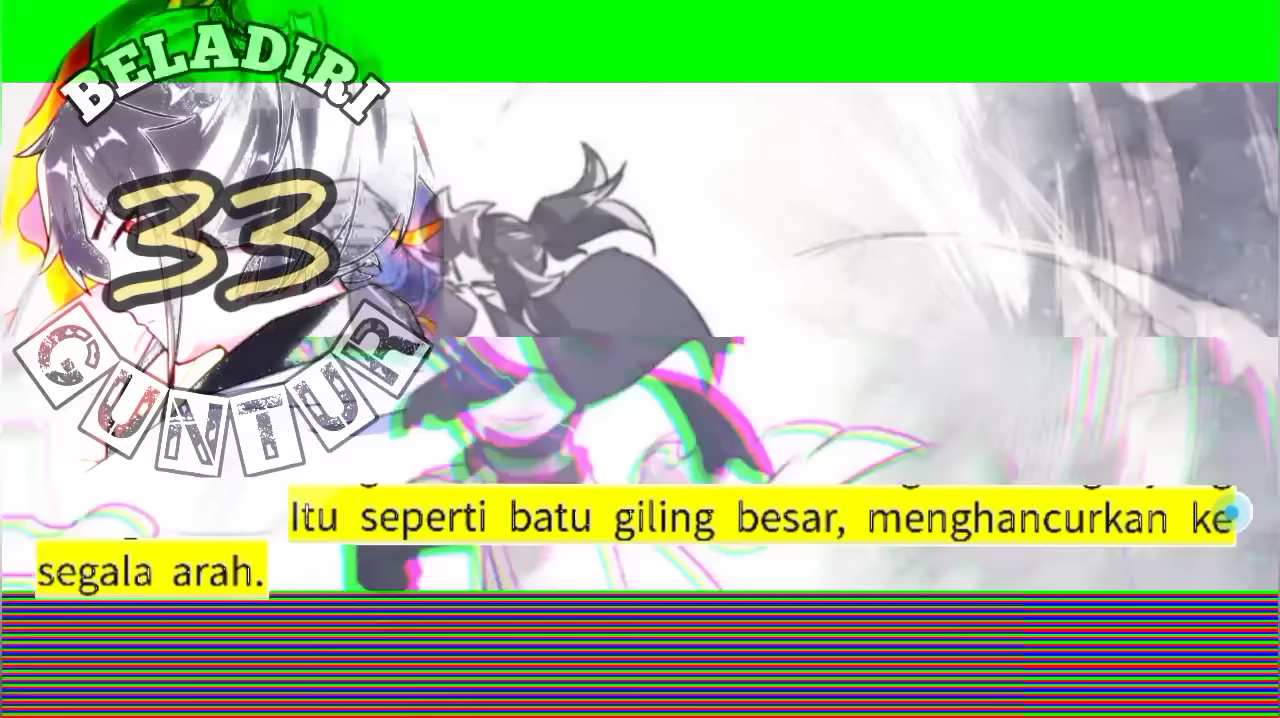 BELADIRI
33
GUNTUR
Itu seperti batu giling besar, menghancurkan ke
segala arah.